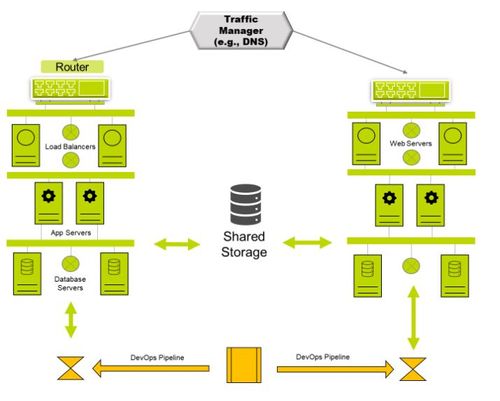 Traffic
Manager
(e.g., DNS)
Router
Load Balancers
Web Servers
App Servers
Shared
Storage
Database
Servers
DevOps Pipeline
DevOps Pipeline